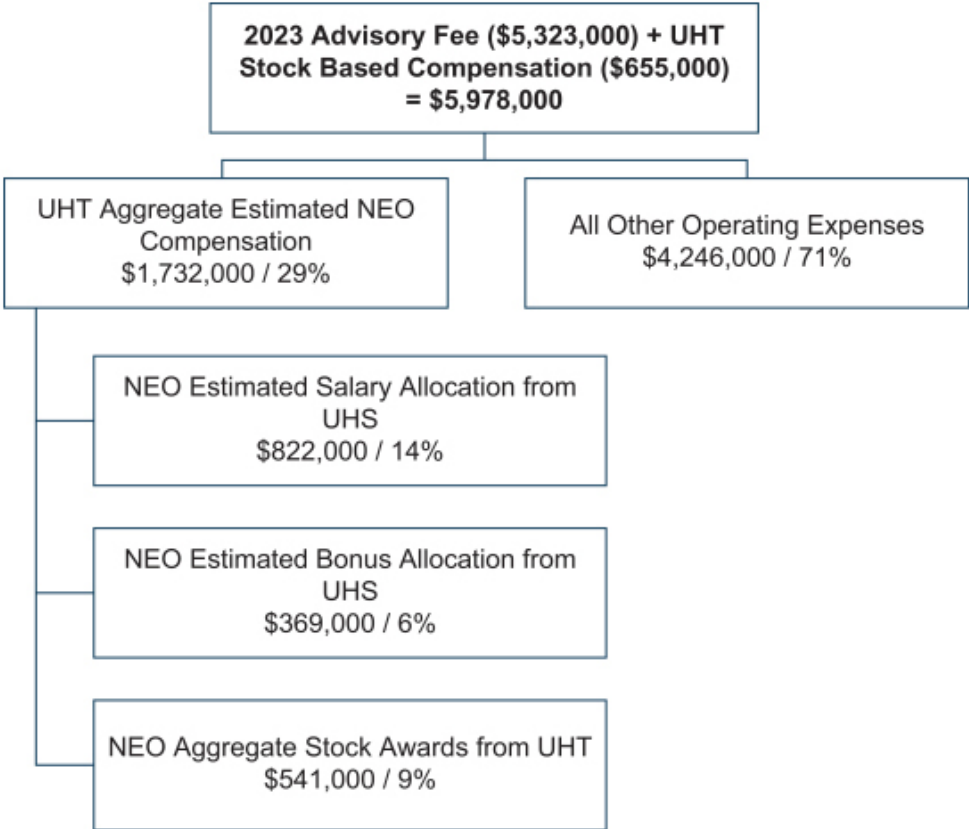 2023 Advisory Fee ($5,323,000) + UHT
Stock Based Compensation ($655,000)
= $5,978,000
UHT Aggregate Estimated NEO
Compensation
$1,732,000 / 29%
All Other Operating Expenses
$4,246,000 / 71%
NEO Estimated Salary Allocation from
UHS
$822,000 / 14%
NEO Estimated Bonus Allocation from
UHS
$369,000 / 6%
NEO Aggregate Stock Awards from UHT
$541,000 / 9%